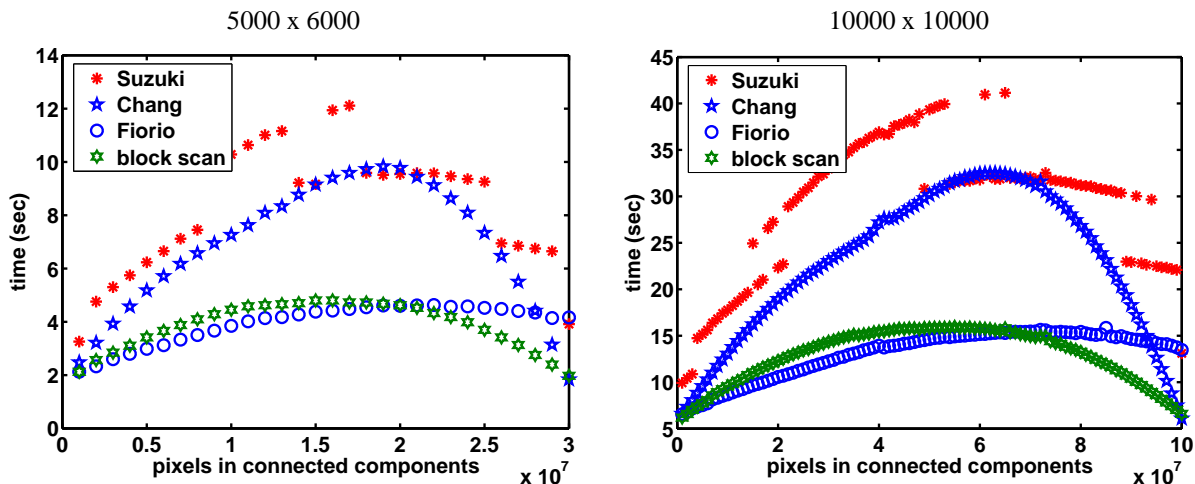 5000 x 6000
14
12
10
8
6
4
2
0
time (sec)
Suzuki
Chang
Fiorio
block scan
0 0.5 1 1.5 2 2.5 3
pixels in connected components
x 10^7
10000 x 10000
45
40
35
30
25
20
15
10
5
time (sec)
Suzuki
Chang
Fiorio
block scan
0 2 4 6 8 10
pixels in connected components
x 10^7